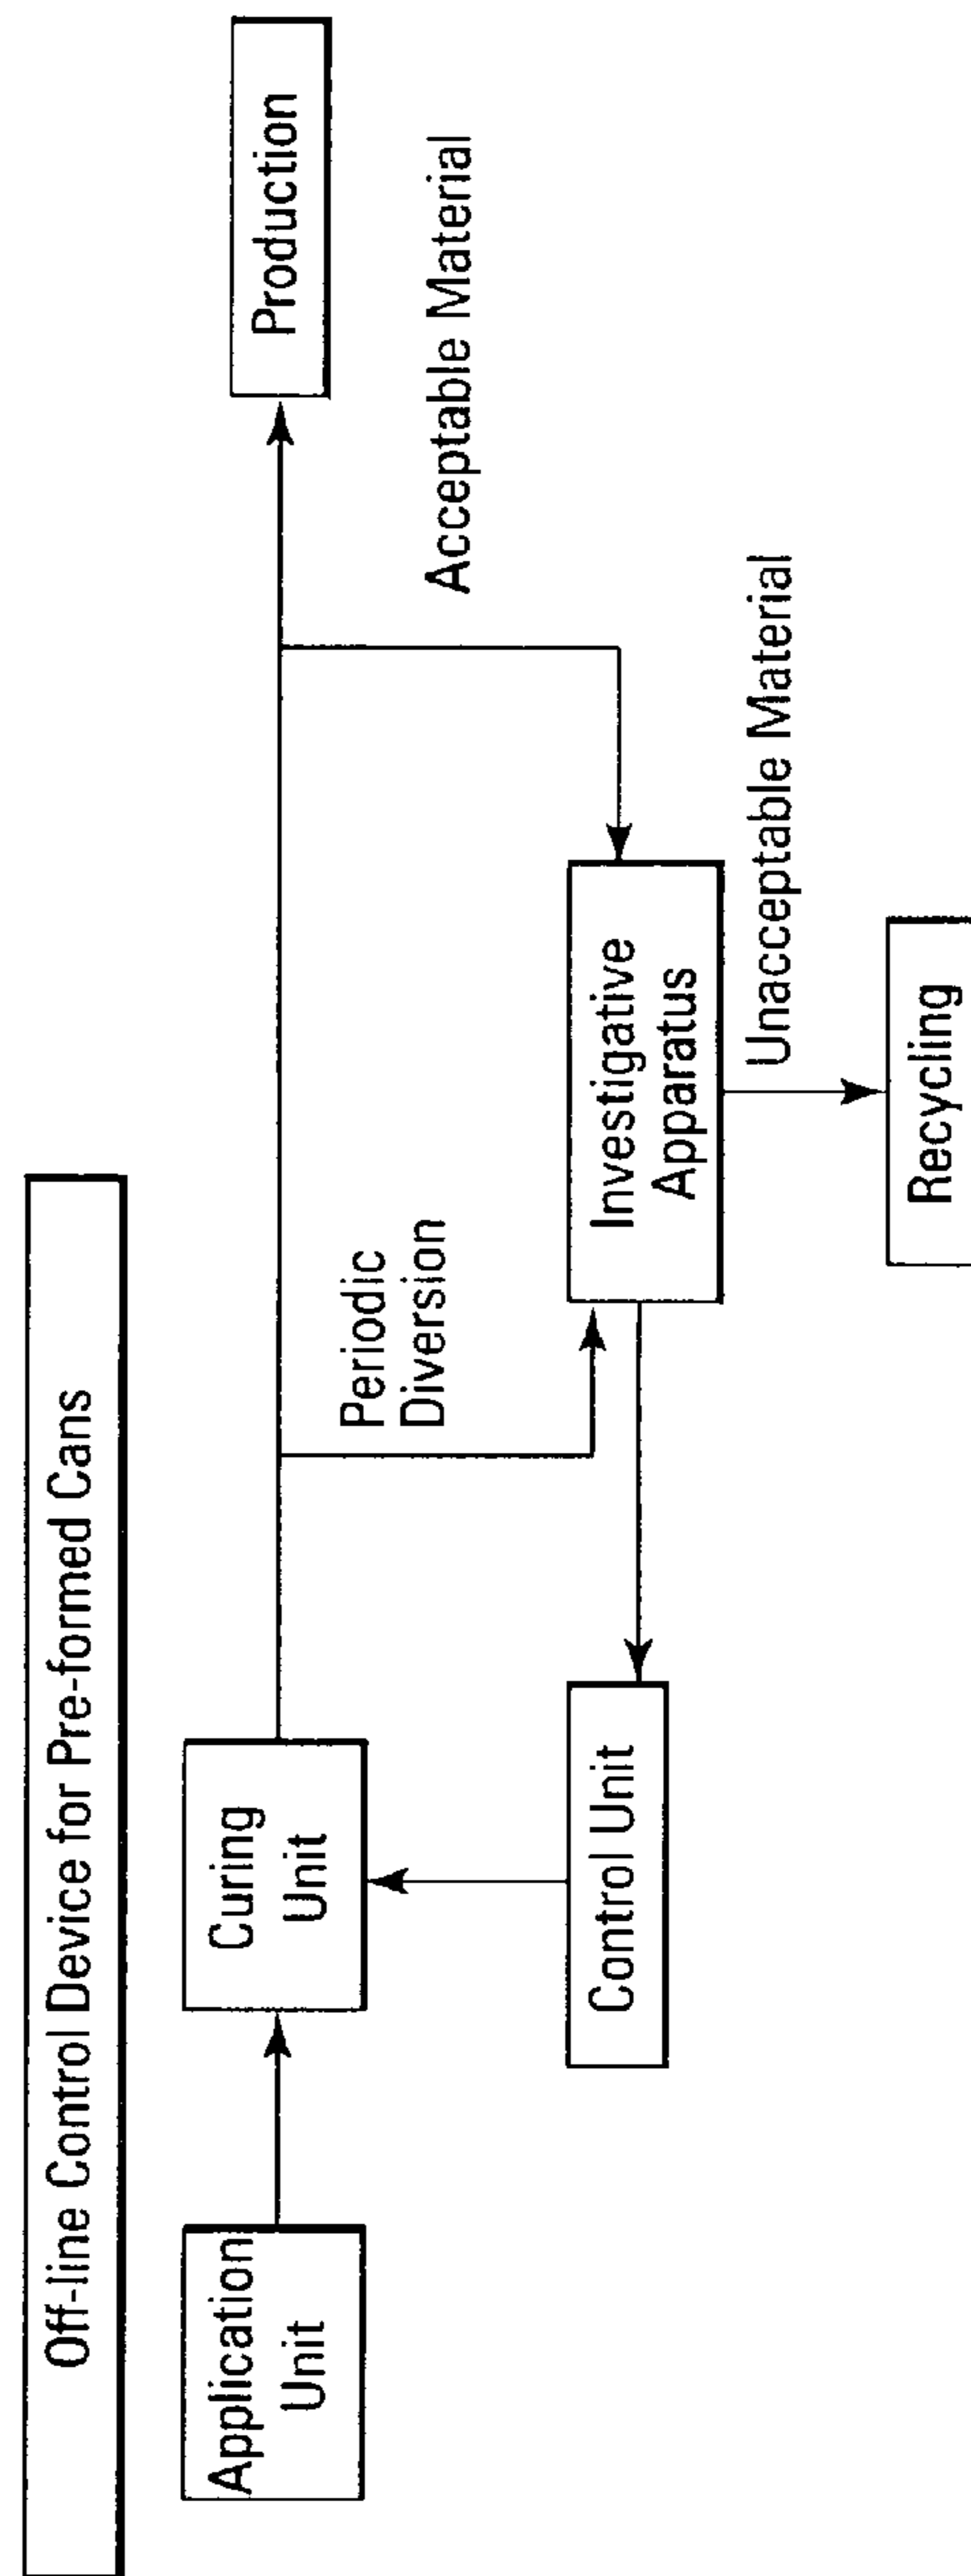 Off-line Control Device for Pre-formed Cans
Application
Unit
Curing
Unit
Periodic
Diversion
Production
Acceptable Material
Control Unit
Investigative
Apparatus
Unacceptable Material
Recycling